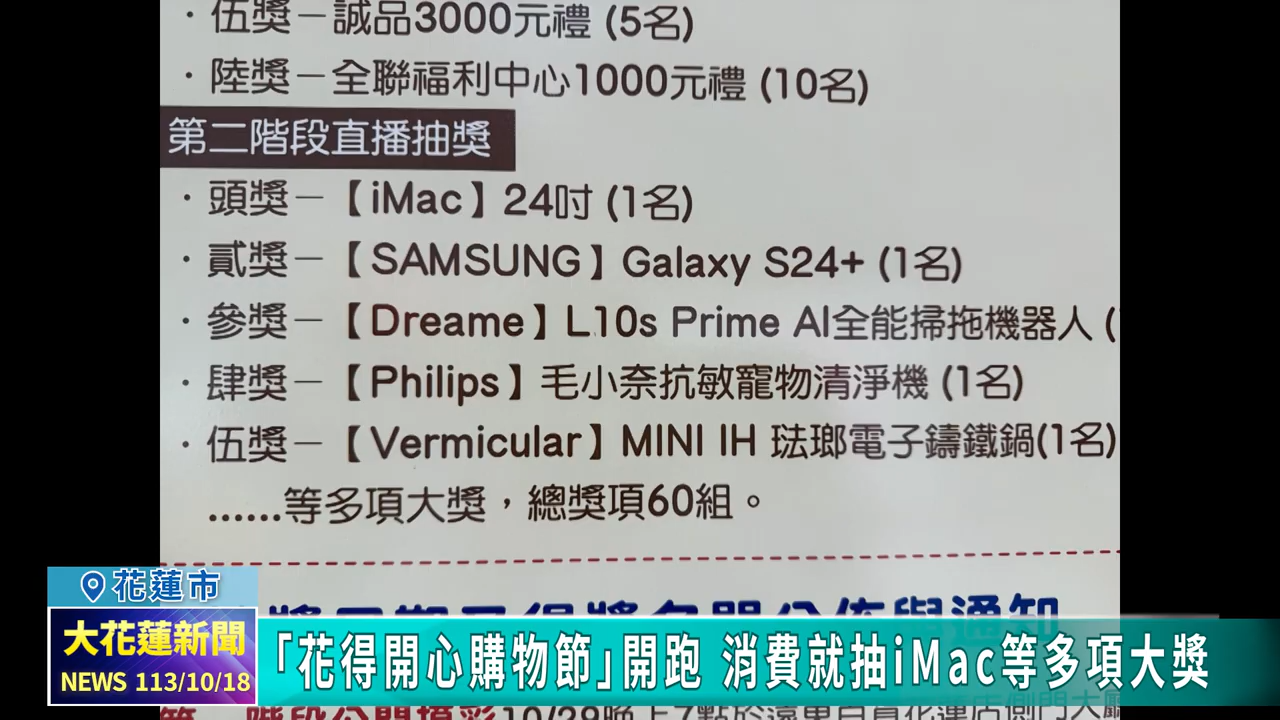 · 伍獎－誠品3000元禮 (5名)
· 陸獎－全聯福利中心1000元禮 (10名)
第二階段直播抽獎
· 頭獎－【iMac】24吋 (1名)
· 貳獎－【SAMSUNG】Galaxy S24+ (1名)
· 參獎－【Dreame】L10s Prime AI全能掃拖機器人 (
· 肆獎－【Philips】毛小奈抗敏寵物清淨機 (1名)
· 伍獎－【Vermicular】MINI IH 琺瑯電子鑄鐵鍋(1名)
......等多項大獎，總獎項60組。
花蓮市
大花蓮新聞
NEWS 113/10/18
「花得開心購物節」開跑 消費就抽iMac等多項大獎